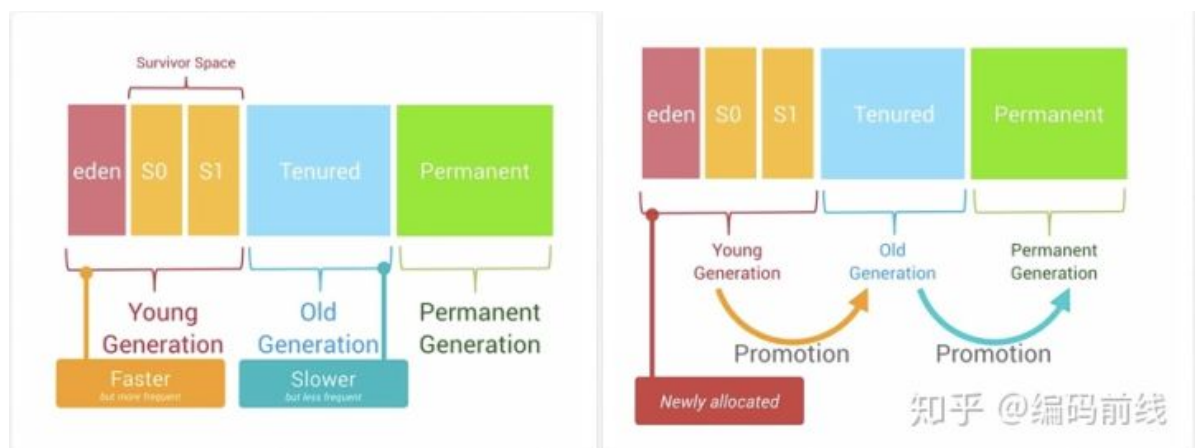 Survivor Space
eden
S0
S1
Tenured
Permanent
Young
Generation
Old
Generation
Permanent
Generation
Faster
but more frequent
Slower
but less frequent
eden
S0
S1
Tenured
Permanent
Young
Generation
Old
Generation
Permanent
Generation
Promotion
Promotion
Newly allocated
知乎 @编码前线